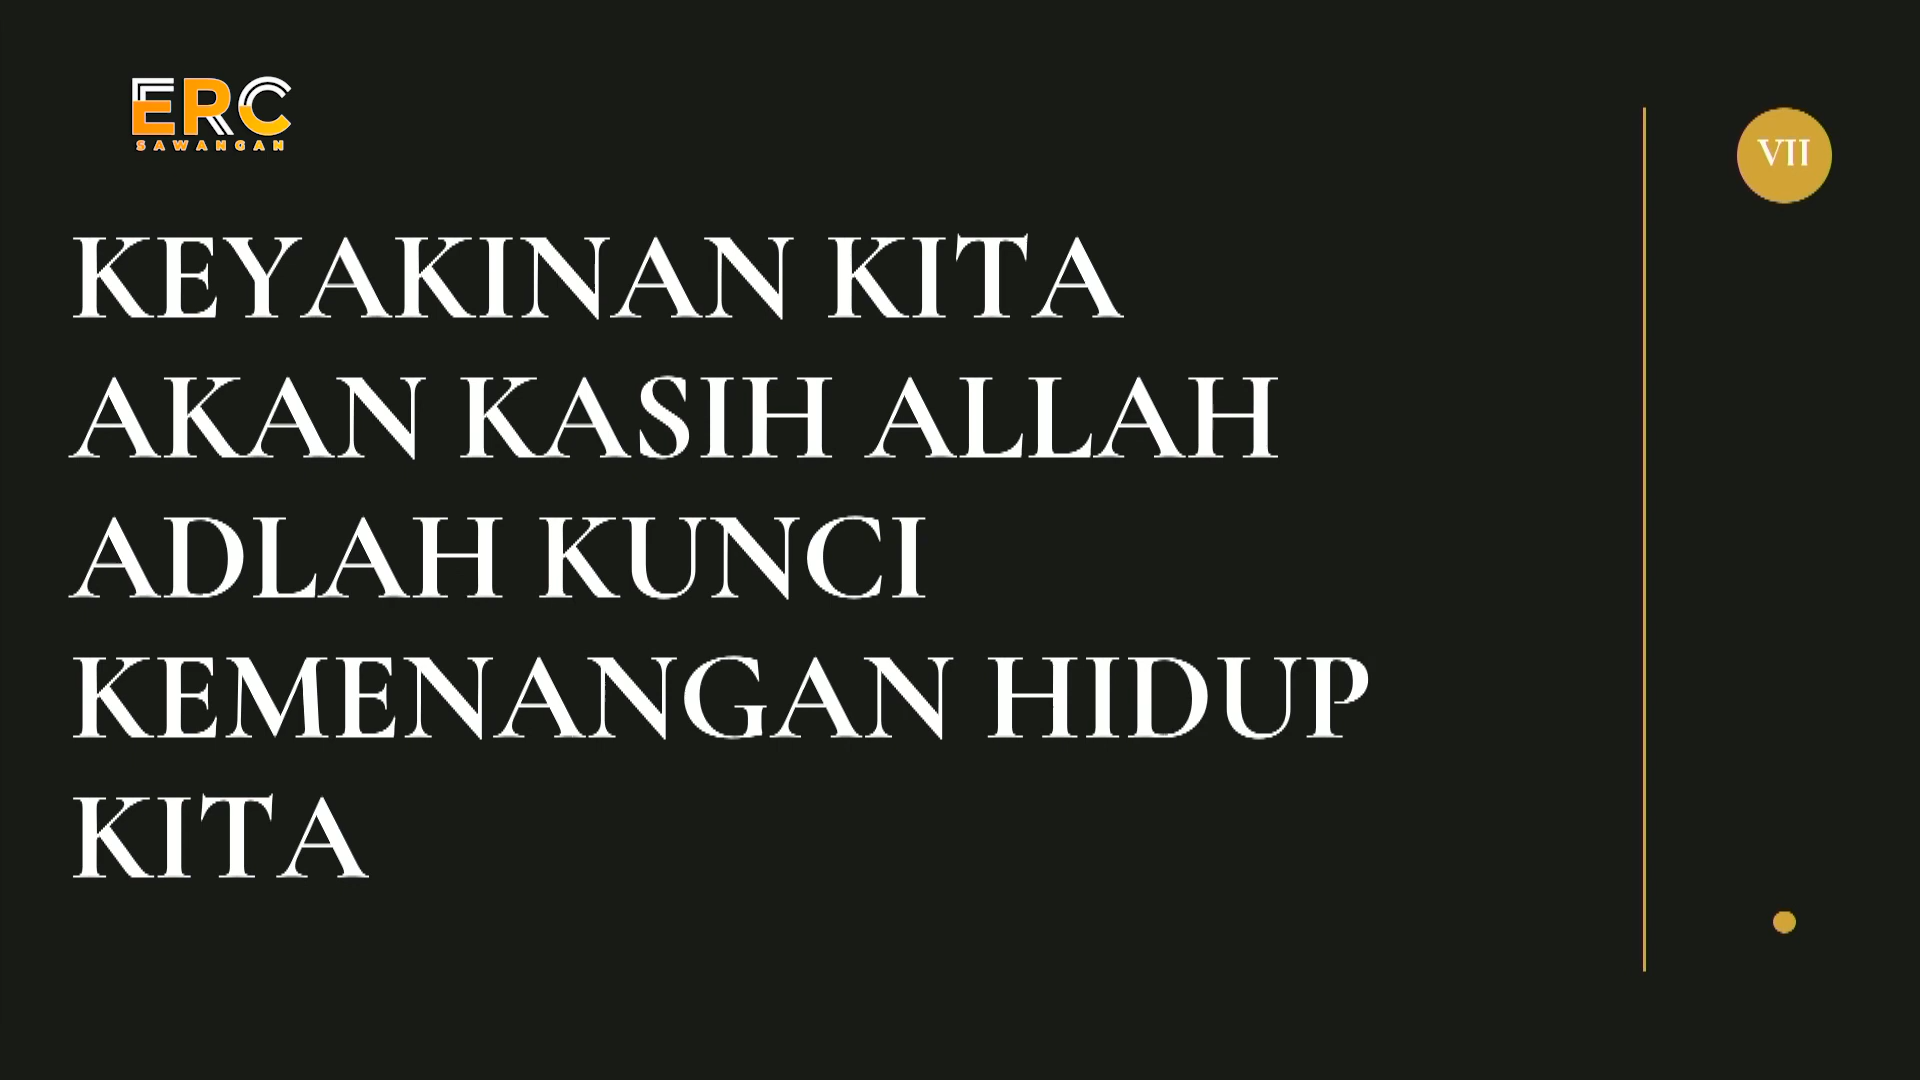 ERC
SAWANGAN
VII
KEYAKINAN KITA
AKAN KASIH ALLAH
ADLAH KUNCI
KEMENANGAN HIDUP
KITA